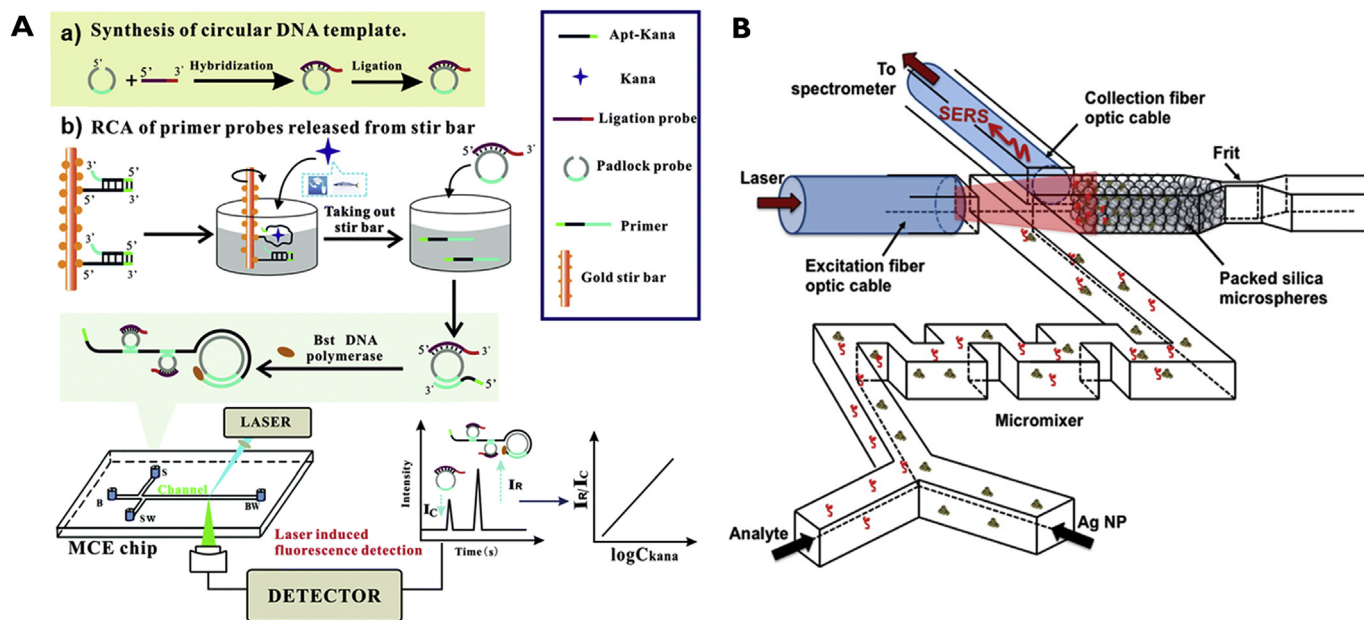 A
a) Synthesis of circular DNA template.
5' + 5' 3' Hybridization Ligation
b) RCA of primer probes released from stir bar
3' 5'
5'
3' 5'
5'
Taking out
stir bar
5' 3'
Apt-Kana
Kana
Ligation probe
Padlock probe
Primer
Gold stir bar
Bst DNA
polymerase
5' 3'
3' 5'
LASER
S
Channel
B
BW
SW
MCE chip
Laser induced
fluorescence detection
DETECTOR
Intensity
IC
IR
Time(s)
IR/IC
logCkana
B
To
spectrometer
SERS
Collection fiber
optic cable
Frit
Laser
Excitation fiber
optic cable
Packed silica
microspheres
Micromixer
Analyte
Ag NP